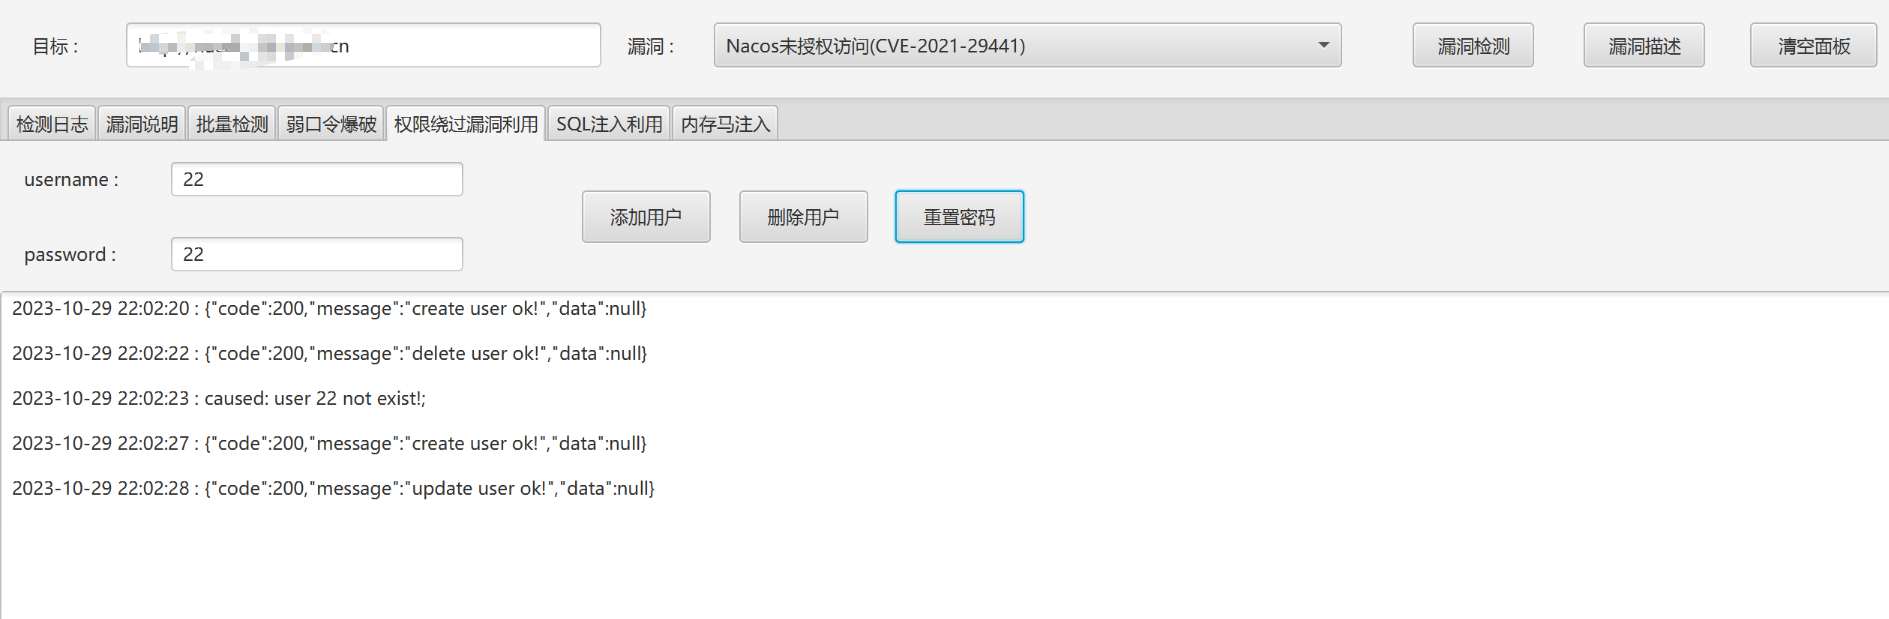 目标 : cn 漏洞 : Nacos未授权访问(CVE-2021-29441) 漏洞检测 漏洞描述 清空面板
检测日志 漏洞说明 批量检测 弱口令爆破 权限绕过漏洞利用 SQL注入利用 内存马注入
username : 22
添加用户 删除用户 重置密码
password : 22
2023-10-29 22:02:20 : {"code":200,"message":"create user ok!","data":null}
2023-10-29 22:02:22 : {"code":200,"message":"delete user ok!","data":null}
2023-10-29 22:02:23 : caused: user 22 not exist!;
2023-10-29 22:02:27 : {"code":200,"message":"create user ok!","data":null}
2023-10-29 22:02:28 : {"code":200,"message":"update user ok!","data":null}